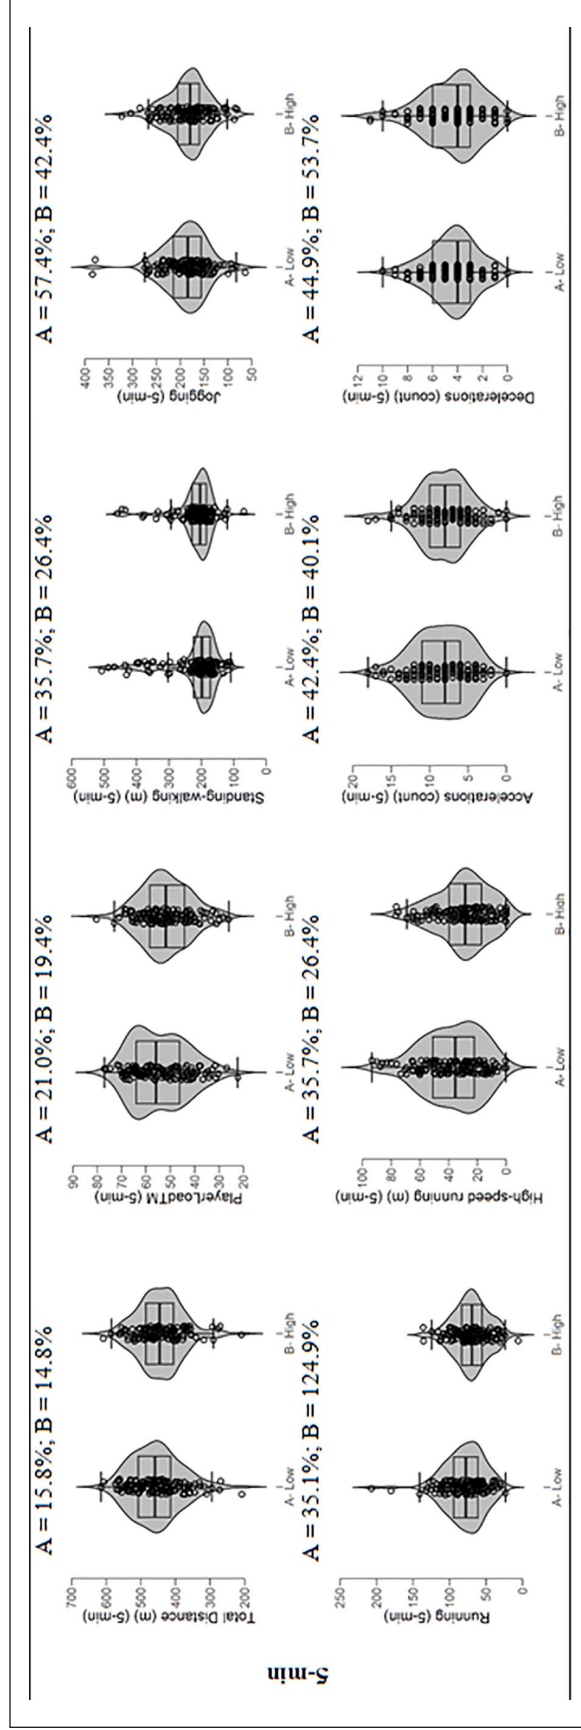 5-min
A = 15.8%; B = 14.8%
Total Distance (m) (5-min)
700
600
500
400
300
200
A- Low
B- High
A = 21.0%; B = 19.4%
PlayerLoadTM (5-min)
90
80
70
60
50
40
30
20
A- Low
B- High
A = 35.7%; B = 26.4%
Standing-walking (m) (5-min)
600
500
400
300
200
100
0
A- Low
B- High
A = 57.4%; B = 42.4%
Jogging (5-min)
400
350
300
250
200
150
100
50
A- Low
B- High
A = 35.1%; B = 124.9%
Running (5-min)
250
200
150
100
50
0
A- Low
B- High
A = 35.7%; B = 26.4%
High-speed running (m) (5-min)
100
80
60
40
20
0
A- Low
B- High
A = 42.4%; B = 40.1%
Accelerations (count) (5-min)
20
15
10
5
0
A- Low
B- High
A = 44.9%; B = 53.7%
Decelerations (count) (5-min)
12
10
8
6
4
2
0
A- Low
B- High